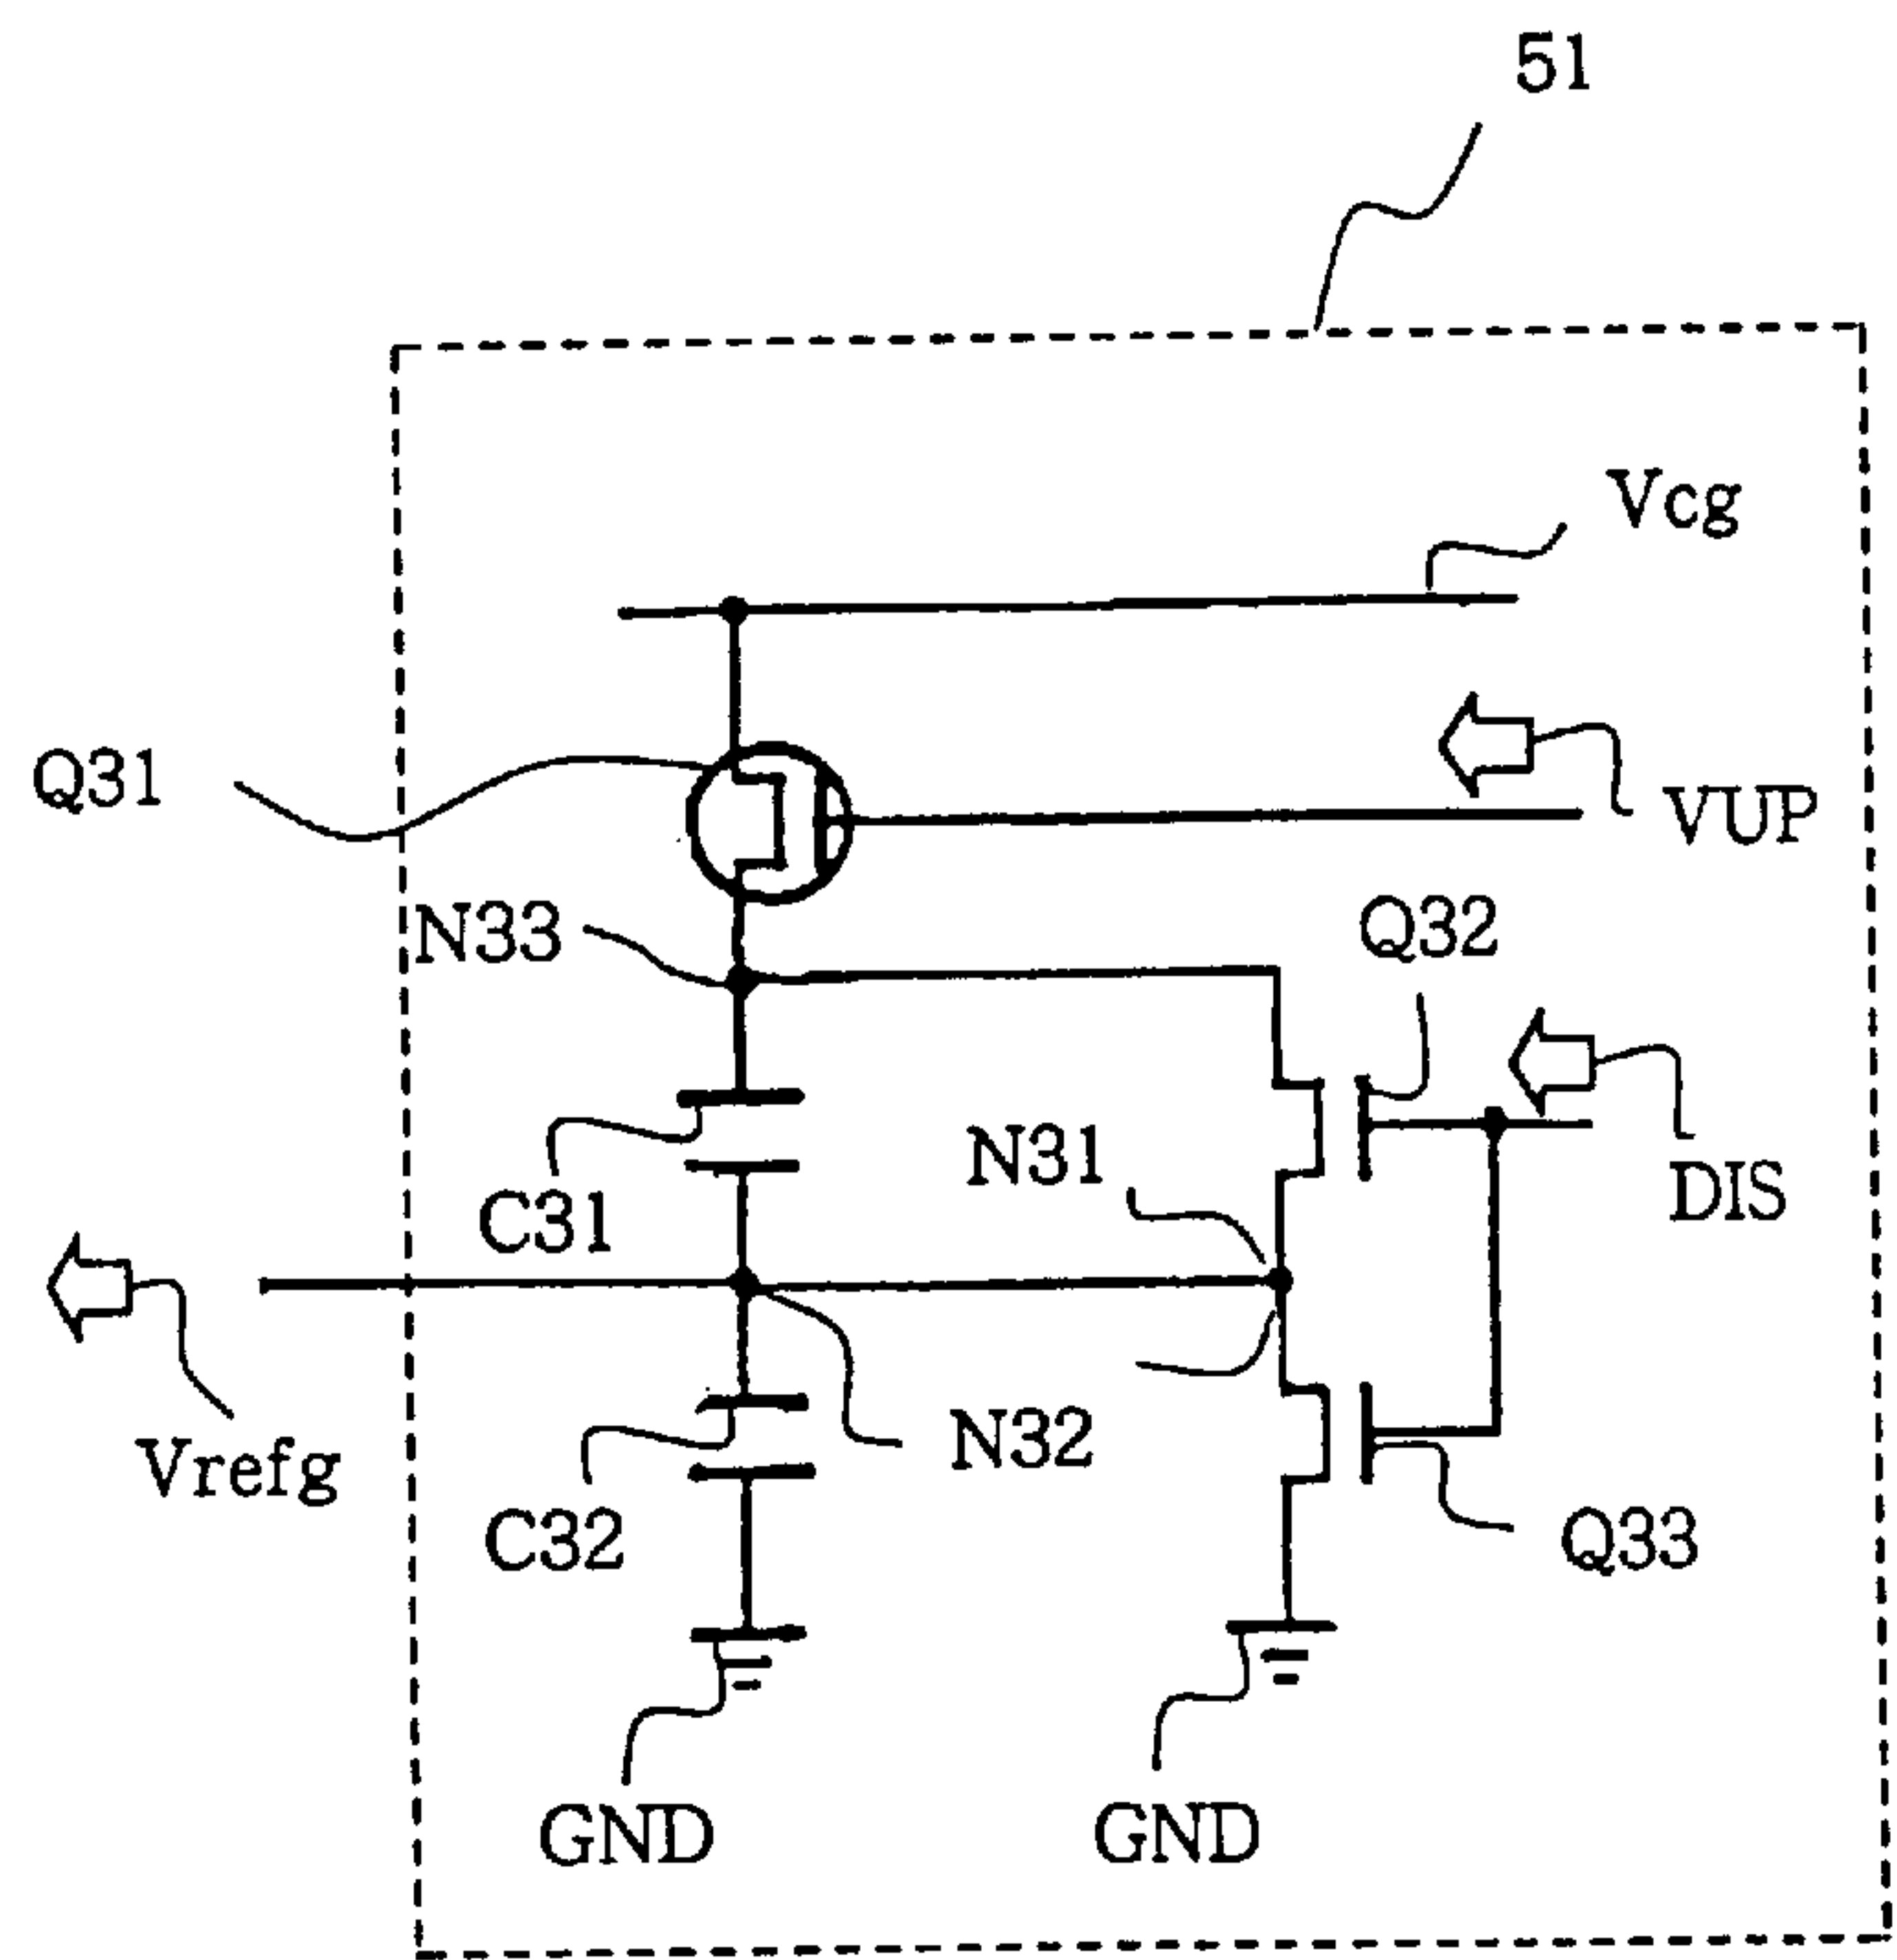 51
Vcg
Q31
VUP
N33
Q32
N31
C31
DIS
Vrefg
N32
C32
Q33
GND
GND